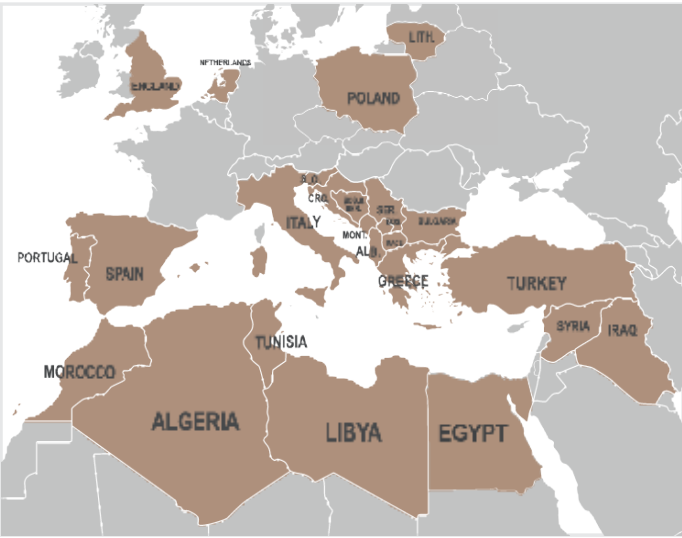 LITH.
NETHERLANDS
ENGLAND
POLAND
SLO.
CRO.
SER.
ITALY
BULGARIA
MONT.
ALB.
PORTUGAL
SPAIN
GREECE
TURKEY
SYRIA
IRAQ
TUNISIA
MOROCCO
ALGERIA
LIBYA
EGYPT